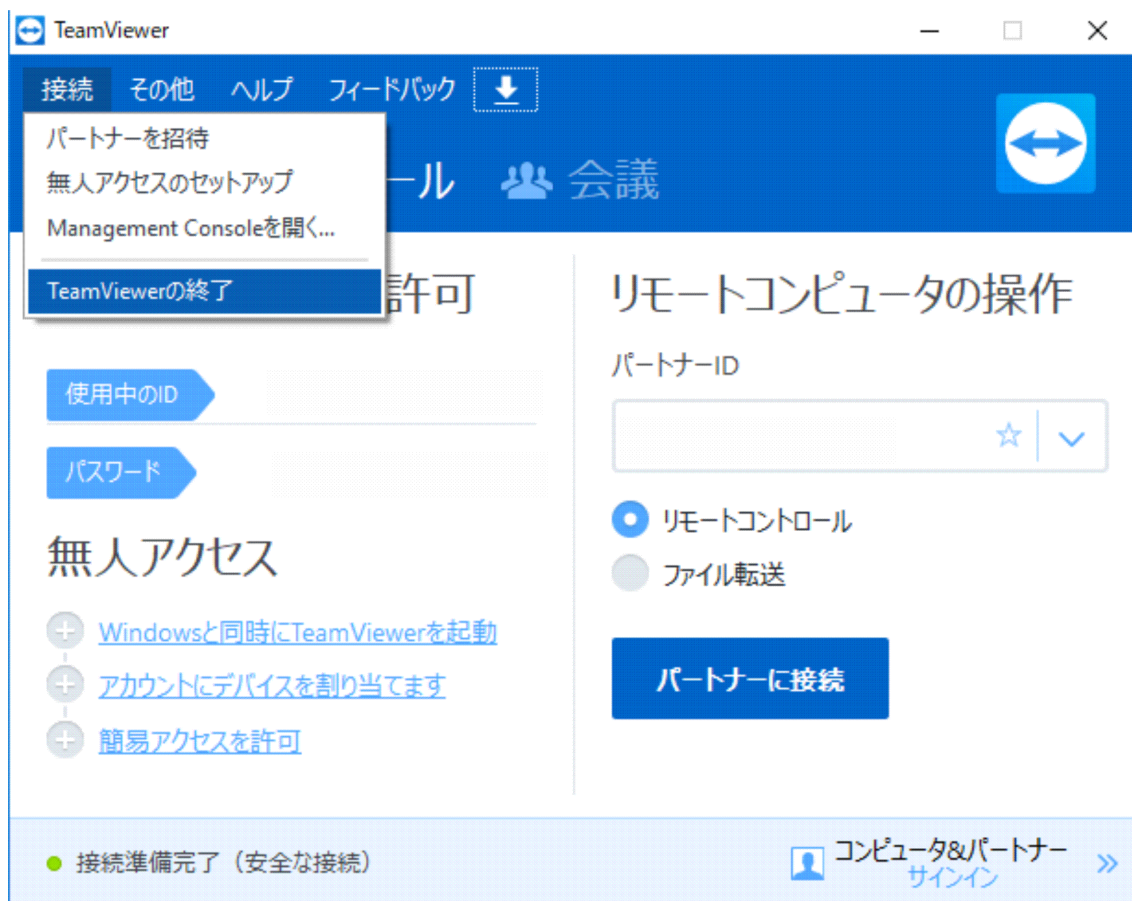 TeamViewer
接続 その他 ヘルプ フィードバック
パートナーを招待
無人アクセスのセットアップ
Management Consoleを開く...
TeamViewerの終了
ール 会議
許可
使用中のID
パスワード
無人アクセス
Windowsと同時にTeamViewerを起動
アカウントにデバイスを割り当てます
簡易アクセスを許可
リモートコンピュータの操作
パートナーID
リモートコントロール
ファイル転送
パートナーに接続
接続準備完了（安全な接続）
コンピュータ&パートナー
サインイン